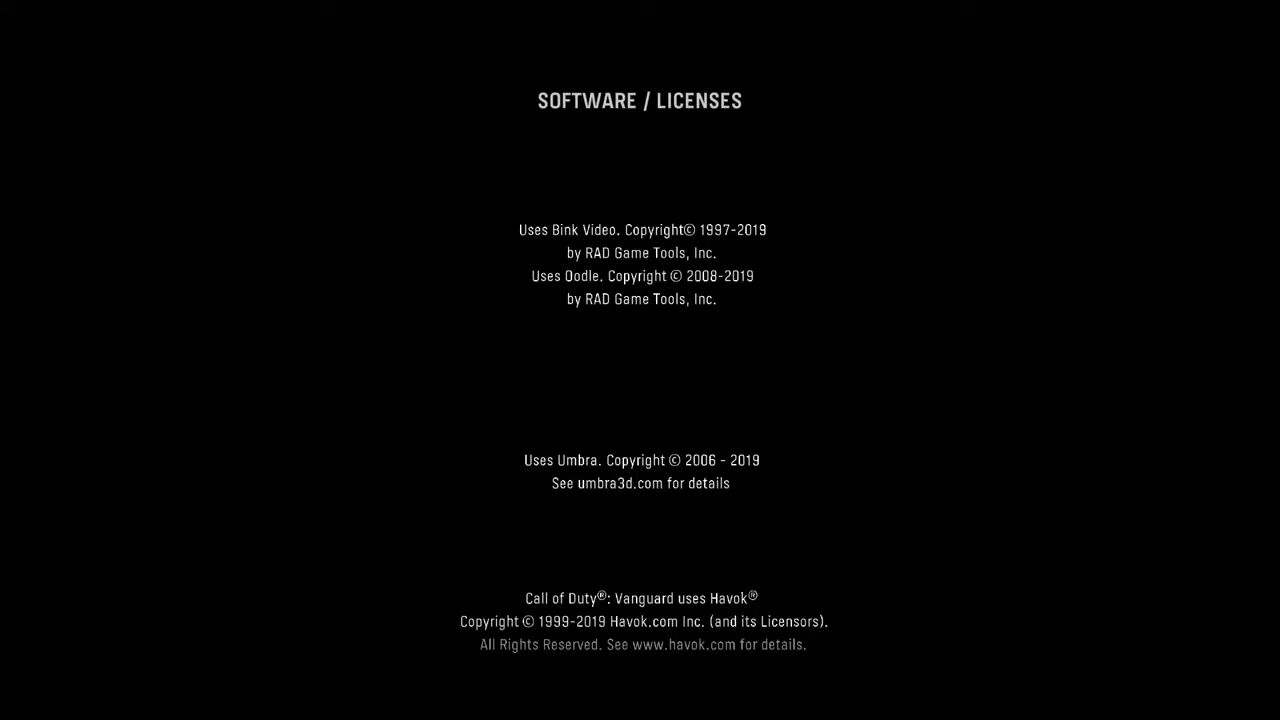 SOFTWARE / LICENSES
Uses Bink Video. Copyright© 1997-2019
by RAD Game Tools, Inc.
Uses Oodle. Copyright © 2008-2019
by RAD Game Tools, Inc.
Uses Umbra. Copyright © 2006 - 2019
See umbra3d.com for details
Call of Duty®: Vanguard uses Havok®
Copyright © 1999-2019 Havok.com Inc. (and its Licensors).
All Rights Reserved. See www.havok.com for details.